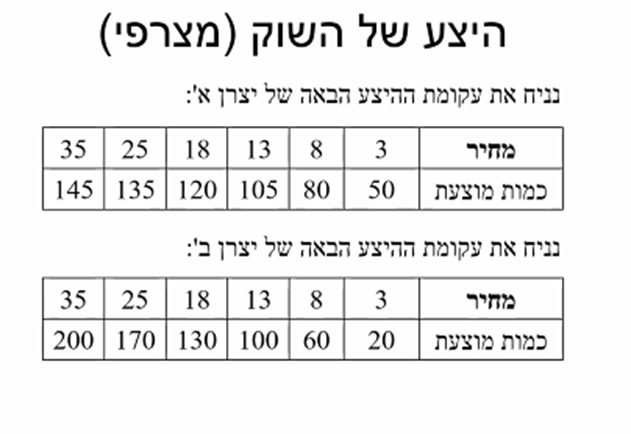 היצע של השוק (מצרפי)
נניח את עקומת ההיצע הבאה של יצרן א':
מחיר 3 8 13 18 25 35
כמות מוצעת 50 80 105 120 135 145
נניח את עקומת ההיצע הבאה של יצרן ב':
מחיר 3 8 13 18 25 35
כמות מוצעת 20 60 100 130 170 200